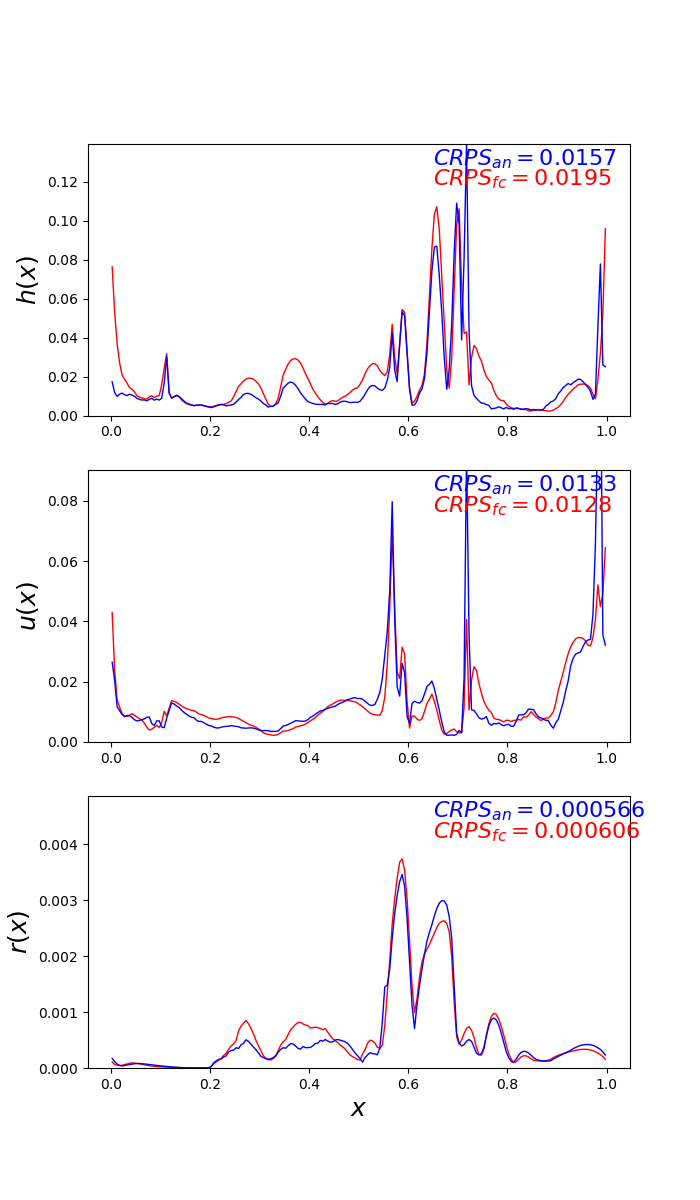 CRPS_an = 0.0157
CRPS_fc = 0.0195
0.12
0.10
0.08
0.06
0.04
0.02
0.00
h(x)
0.0 0.2 0.4 0.6 0.8 1.0
CRPS_an = 0.0133
CRPS_fc = 0.0128
0.08
0.06
0.04
0.02
0.00
u(x)
0.0 0.2 0.4 0.6 0.8 1.0
CRPS_an = 0.000566
CRPS_fc = 0.000606
0.004
0.003
0.002
0.001
0.000
r(x)
0.0 0.2 0.4 0.6 0.8 1.0
x